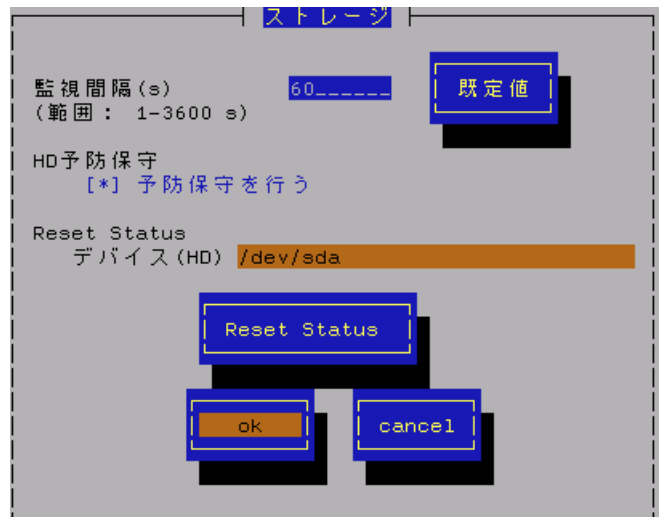 ストレージ
監視間隔(s) 60______ 既定値
(範囲： 1-3600 s)
HD予防保守
[*] 予防保守を行う
Reset Status
デバイス(HD) /dev/sda
Reset Status
ok cancel